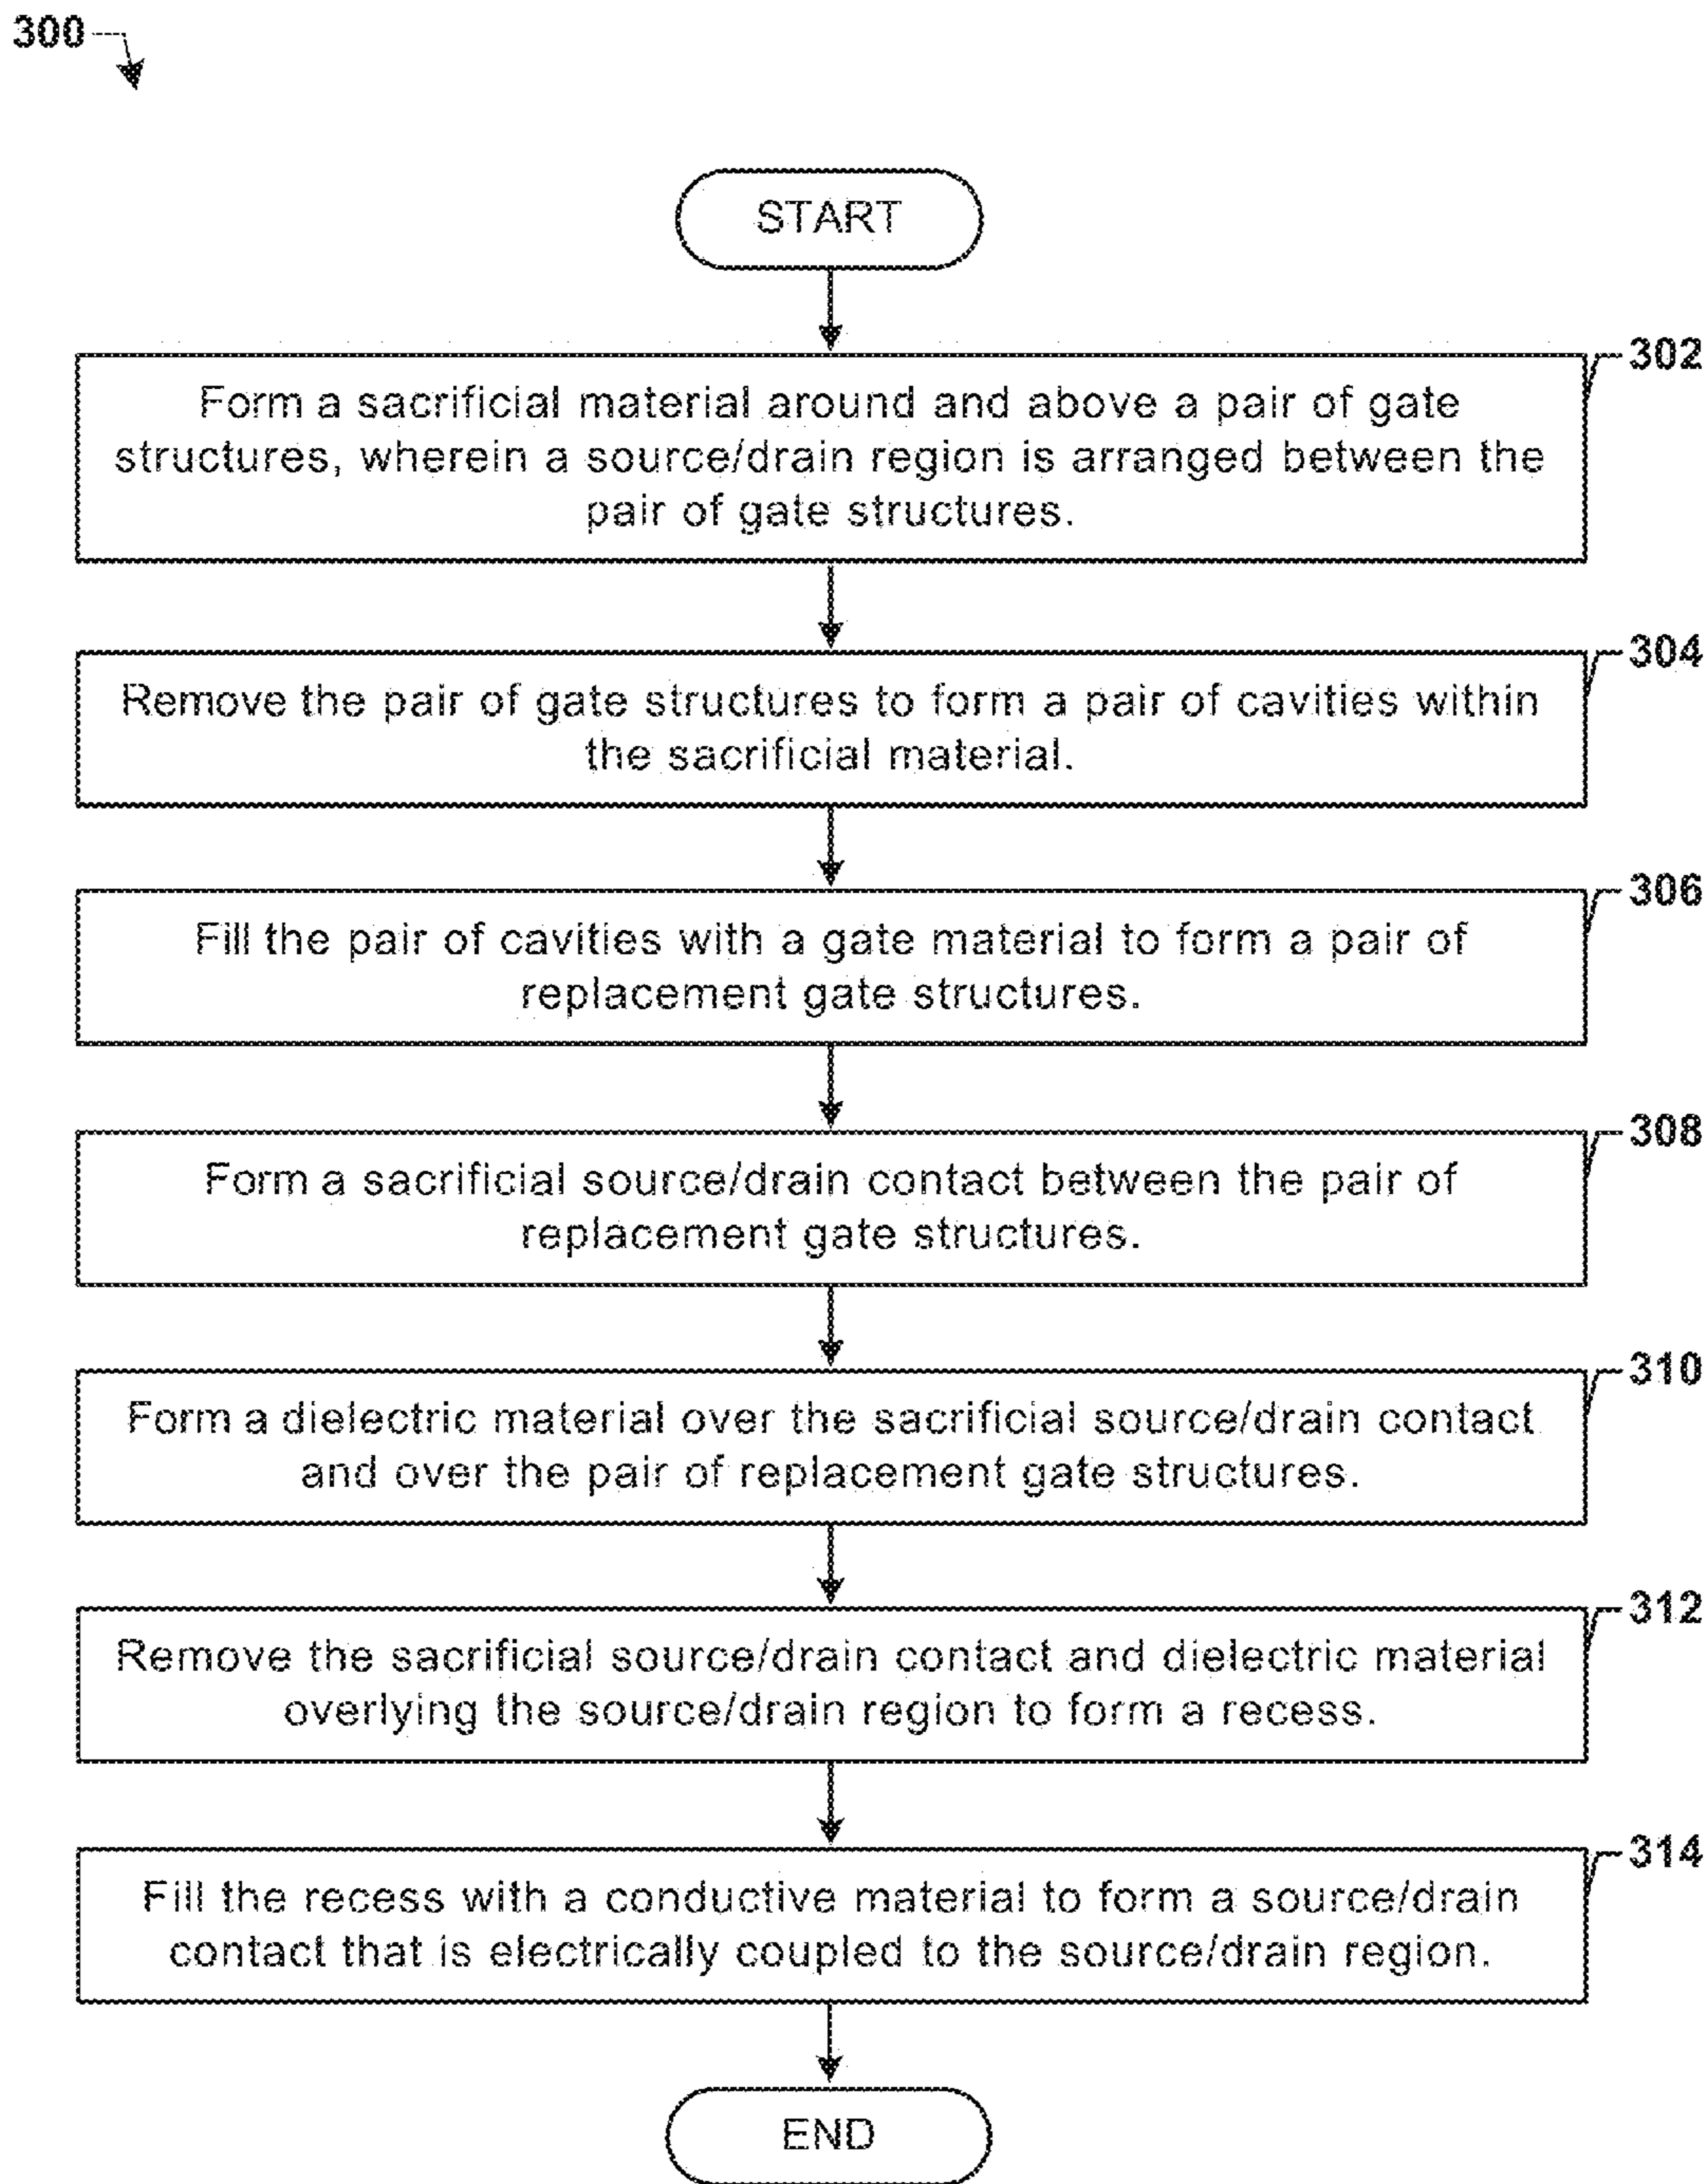 300
START
302
Form a sacrificial material around and above a pair of gate
structures, wherein a source/drain region is arranged between the
pair of gate structures.
304
Remove the pair of gate structures to form a pair of cavities within
the sacrificial material.
306
Fill the pair of cavities with a gate material to form a pair of
replacement gate structures.
308
Form a sacrificial source/drain contact between the pair of
replacement gate structures.
310
Form a dielectric material over the sacrificial source/drain contact
and over the pair of replacement gate structures.
312
Remove the sacrificial source/drain contact and dielectric material
overlying the source/drain region to form a recess.
314
Fill the recess with a conductive material to form a source/drain
contact that is electrically coupled to the source/drain region.
END